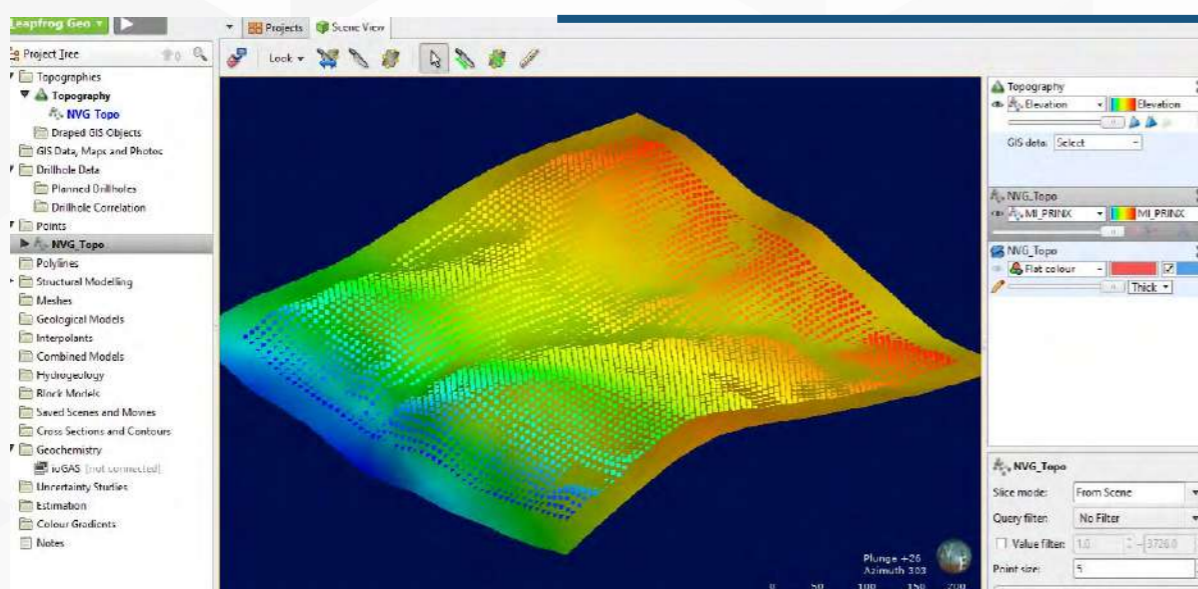 Leapfrog Geo
Projects
Scene View
Project Tree
Look
Topographies
Topography
NVG Topo
Draped GIS Objects
GIS Data, Maps and Photos
Drillhole Data
Planned Drillholes
Drillhole Correlation
Points
NVG_Topo
Polylines
Structural Modelling
Meshes
Geological Models
Interpolants
Combined Models
Hydrogeology
Block Models
Saved Scenes and Movies
Cross Sections and Contours
Geochemistry
ioGAS [not connected]
Uncertainty Studies
Estimation
Colour Gradients
Notes
Plunge +26
Azimuth 303
0 50 100 150 200
Topography
Elevation Elevation
GIS data: Select
NVG_Topo
MI_PRINX MI_PRINX
NVG_Topo
Flat colour
Thick
NVG_Topo
Slice mode: From Scene
Query filter: No Filter
Value filter: 1.0 3726.0
Point size: 5